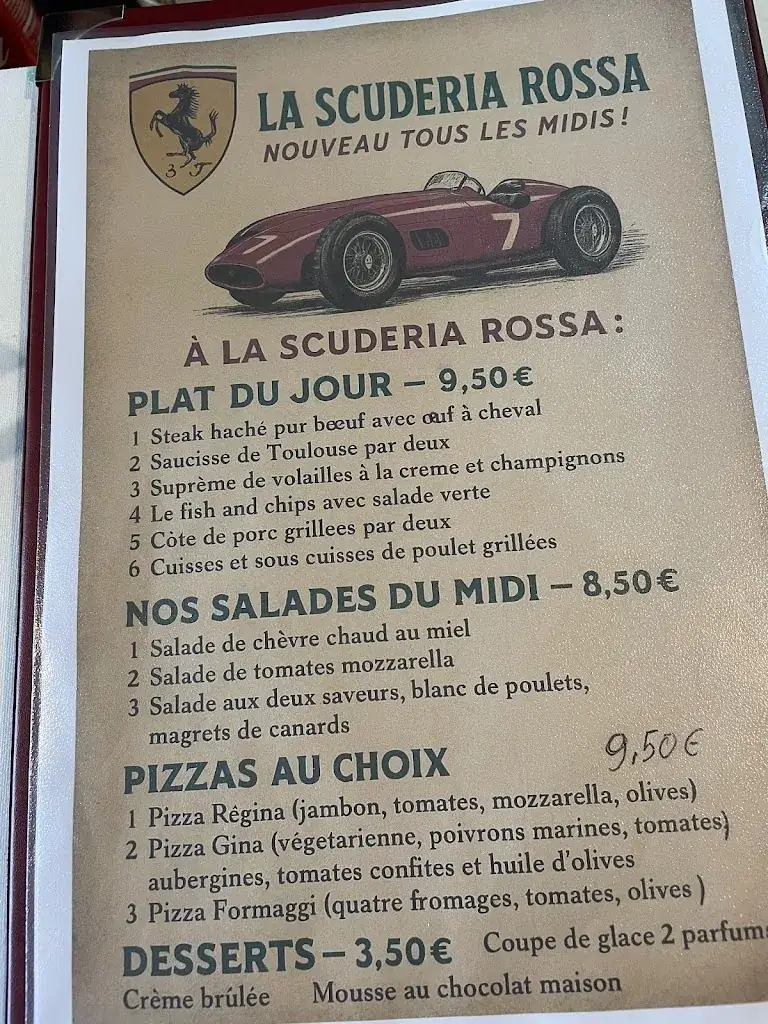 LA SCUDERIA ROSSA
NOUVEAU TOUS LES MIDIS!
3 J
7
7
À LA SCUDERIA ROSSA:
PLAT DU JOUR – 9,50€
1 Steak haché pur bœuf avec œuf à cheval
2 Saucisse de Toulouse par deux
3 Suprème de volailles à la creme et champignons
4 Le fish and chips avec salade verte
5 Còte de porc grillees par deux
6 Cuisses et sous cuisses de poulet grillées
NOS SALADES DU MIDI – 8,50€
1 Salade de chèvre chaud au miel
2 Salade de tomates mozzarella
3 Salade aux deux saveurs, blanc de poulets,
magrets de canards
PIZZAS AU CHOIX 9,50€
1 Pizza Rêgina (jambon, tomates, mozzarella, olives)
2 Pizza Gina (végetarienne, poivrons marines, tomates)
aubergines, tomates confites et huile d'olives
3 Pizza Formaggi (quatre fromages, tomates, olives )
DESSERTS – 3,50€ Coupe de glace 2 parfums
Crème brúlée Mousse au chocolat maison